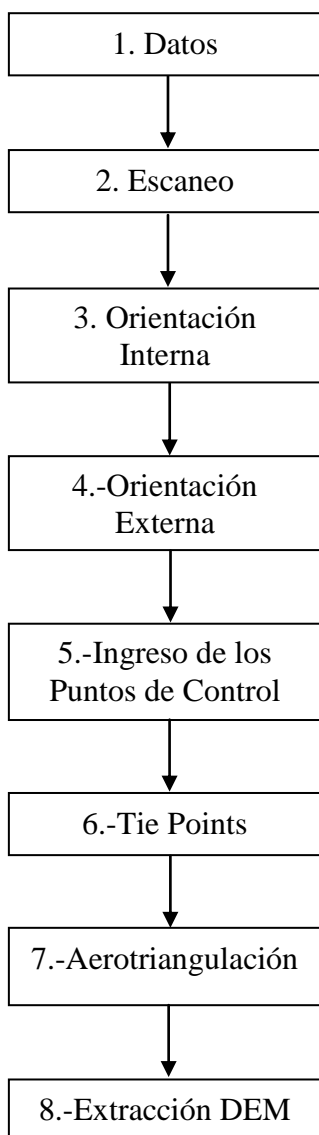 1. Datos
2. Escaneo
3. Orientación
Interna
4.-Orientación
Externa
5.-Ingreso de los
Puntos de Control
6.-Tie Points
7.-Aerotriangulación
8.-Extracción DEM